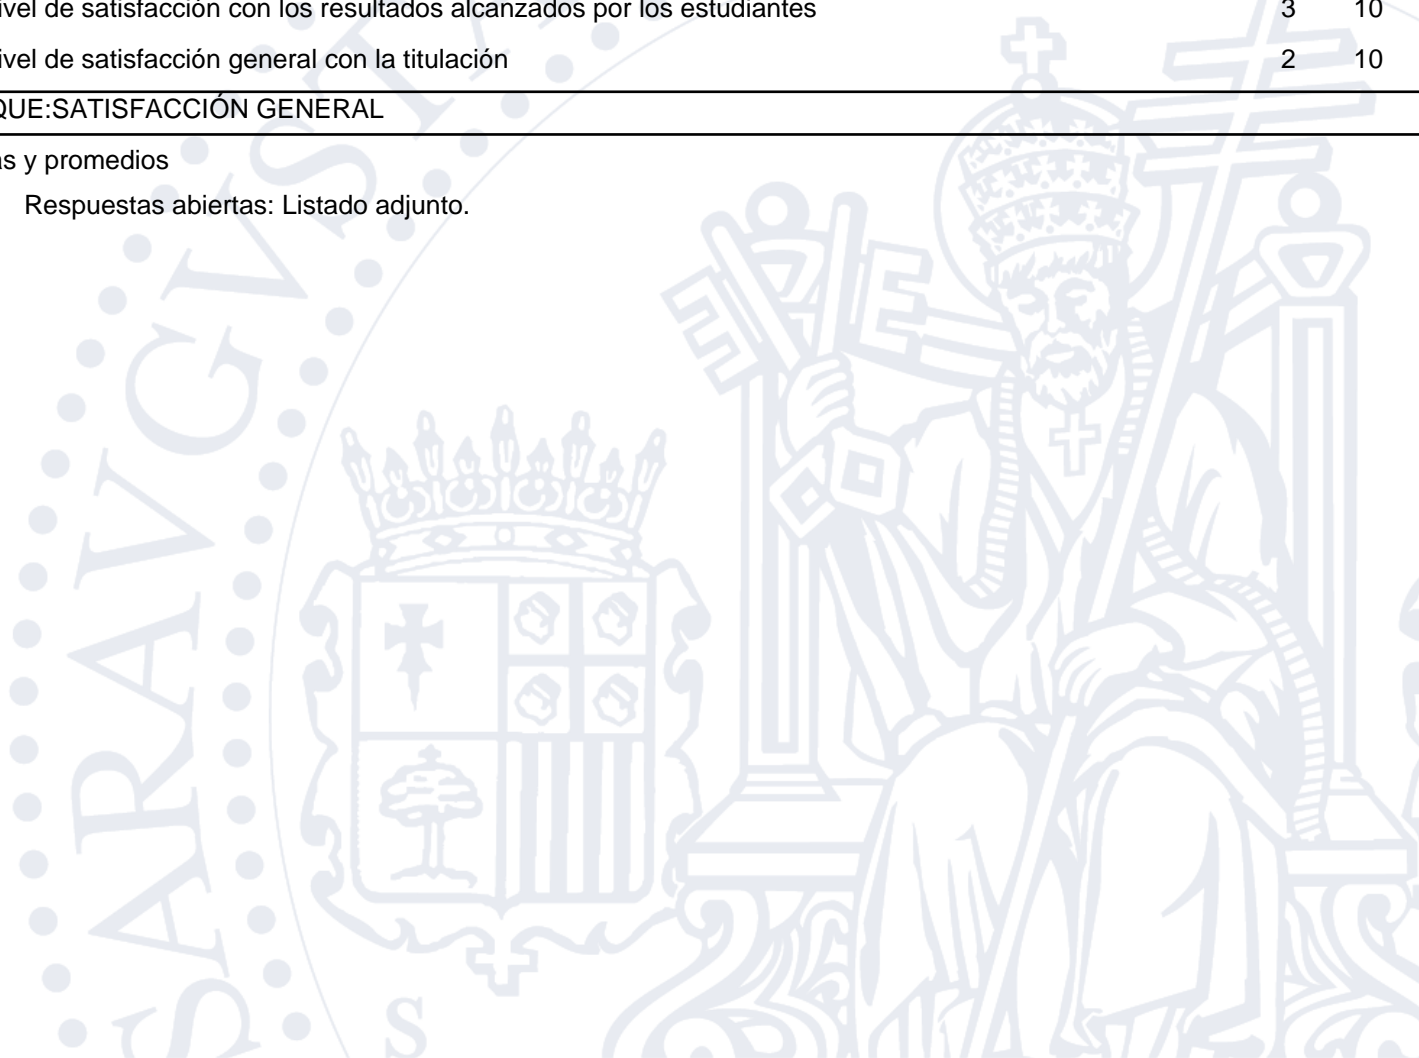 ivel de satisfacción con los resultados alcanzados por los estudiantes 3 10
ivel de satisfacción general con la titulación 2 10
QUE:SATISFACCIÓN GENERAL
as y promedios
Respuestas abiertas: Listado adjunto.
SARAVGVST
S